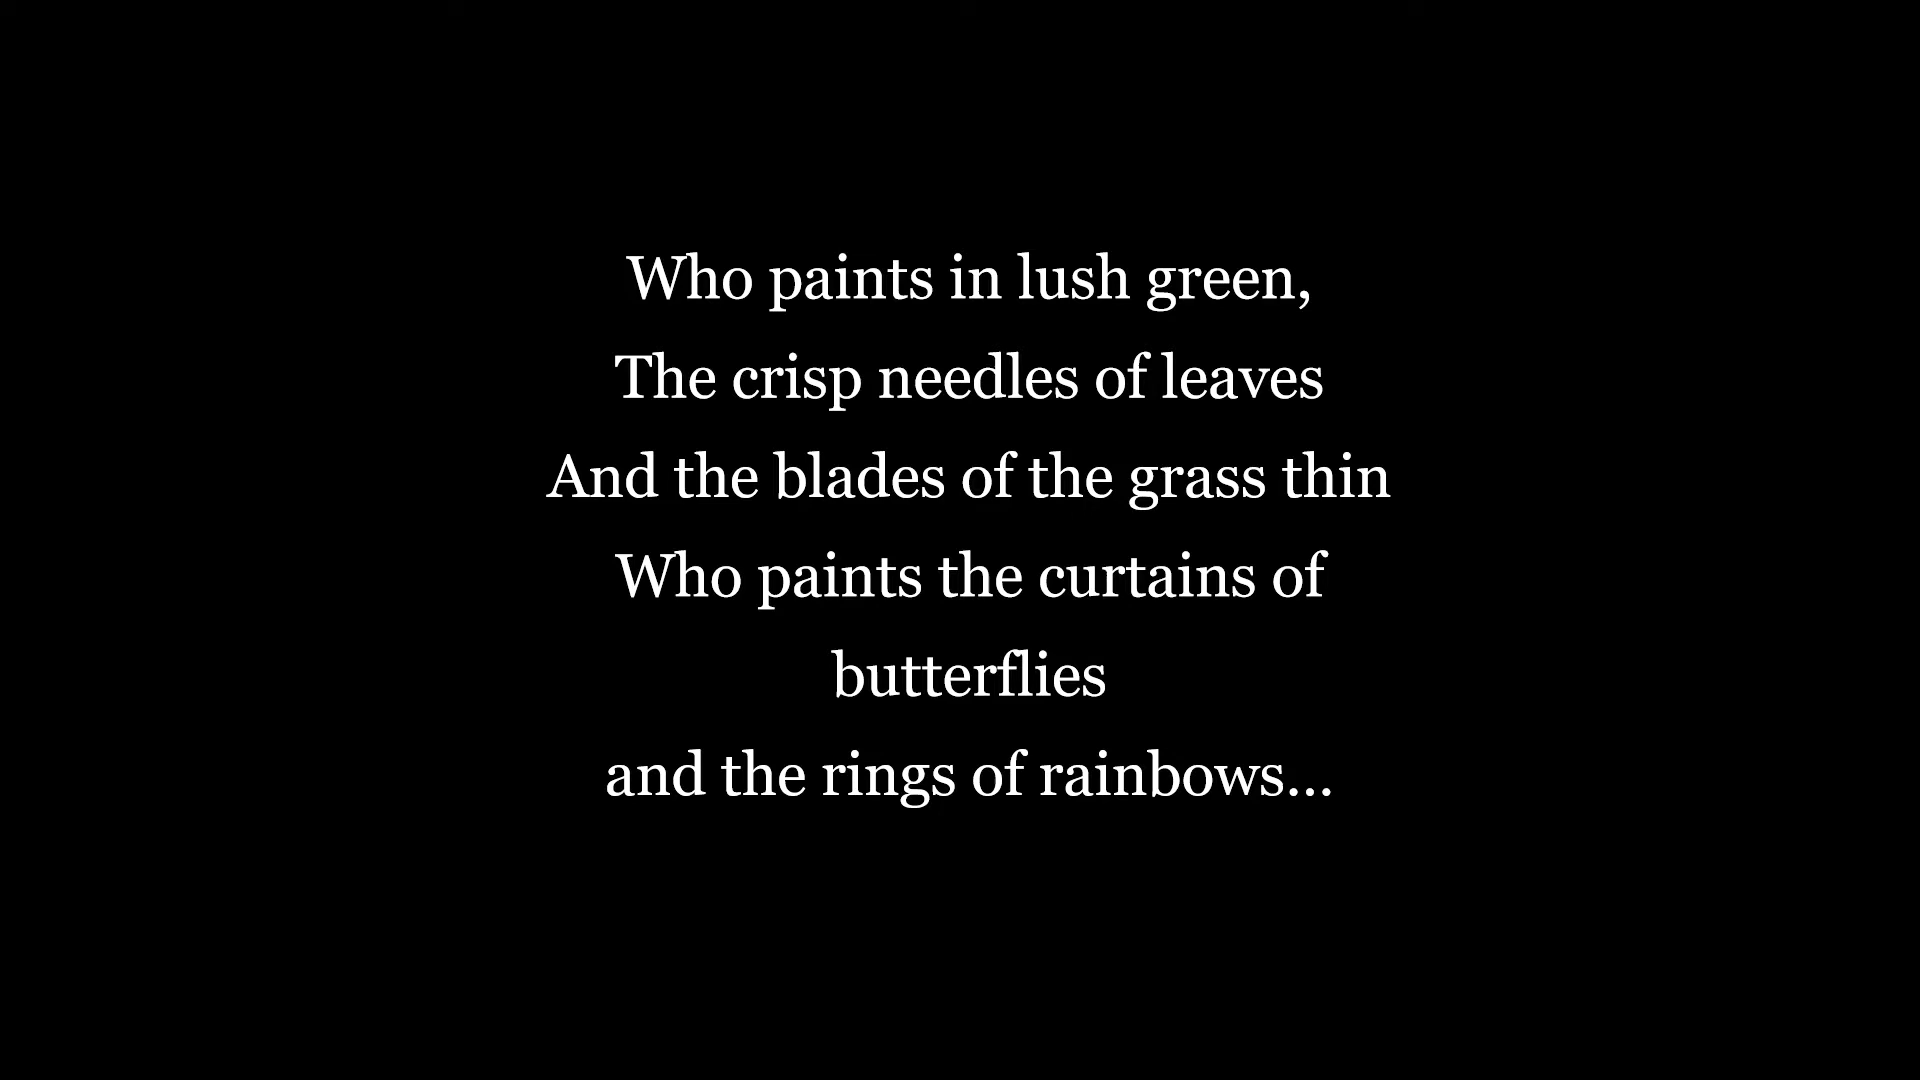 Who paints in lush green,
The crisp needles of leaves
And the blades of the grass thin
Who paints the curtains of
butterflies
and the rings of rainbows...